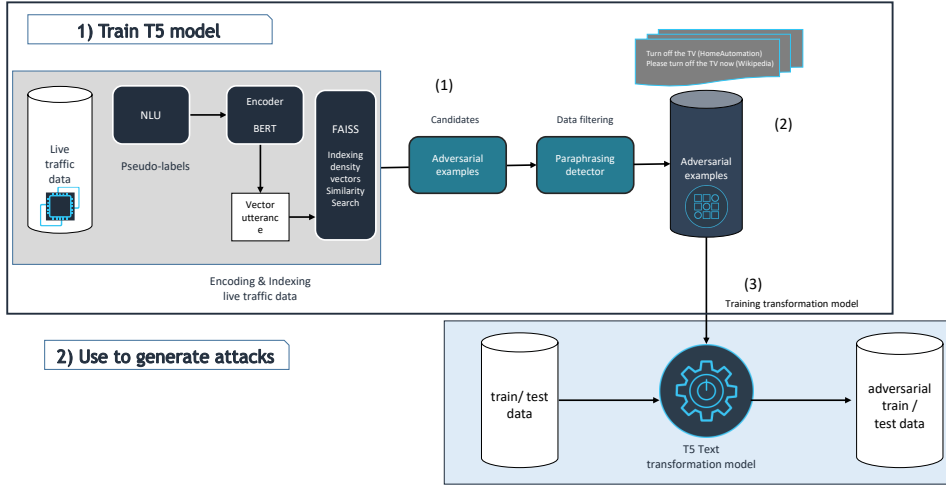 1) Train T5 model
Turn off the TV (HomeAutomation)
Please turn off the TV now (Wikipedia)
(1)
(2)
NLU
Encoder
BERT
FAISS
Indexing
density
vectors
Similarity
Search
Live
traffic
data
Pseudo-labels
Vector
utteranc
e
Candidates
Adversarial
examples
Data filtering
Paraphrasing
detector
Adversarial
examples
Encoding & Indexing
live traffic data
(3)
Training transformation model
2) Use to generate attacks
train/ test
data
T5 Text
transformation model
adversarial
train /
test data